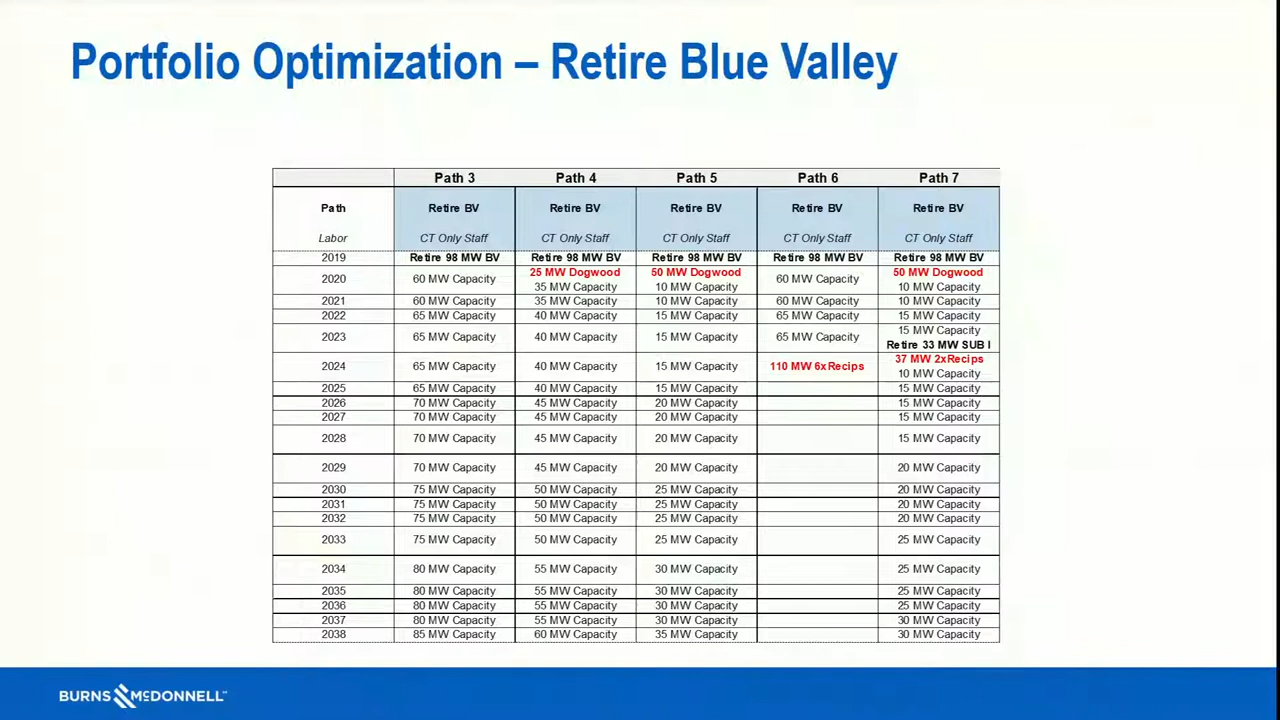 Portfolio Optimization – Retire Blue Valley
Path 3 Path 4 Path 5 Path 6 Path 7
Path Retire BV Retire BV Retire BV Retire BV Retire BV
Labor CT Only Staff CT Only Staff CT Only Staff CT Only Staff CT Only Staff
2019 Retire 98 MW BV Retire 98 MW BV Retire 98 MW BV Retire 98 MW BV Retire 98 MW BV
25 MW Dogwood 50 MW Dogwood 50 MW Dogwood
2020 60 MW Capacity 35 MW Capacity 10 MW Capacity 60 MW Capacity 10 MW Capacity
2021 60 MW Capacity 35 MW Capacity 10 MW Capacity 60 MW Capacity 10 MW Capacity
2022 65 MW Capacity 40 MW Capacity 15 MW Capacity 65 MW Capacity 15 MW Capacity
2023 65 MW Capacity 40 MW Capacity 15 MW Capacity 65 MW Capacity 15 MW Capacity
Retire 33 MW SUB I
37 MW 2xRecips
2024 65 MW Capacity 40 MW Capacity 15 MW Capacity 110 MW 6xRecips 10 MW Capacity
2025 65 MW Capacity 40 MW Capacity 15 MW Capacity 15 MW Capacity
2026 70 MW Capacity 45 MW Capacity 20 MW Capacity 15 MW Capacity
2027 70 MW Capacity 45 MW Capacity 20 MW Capacity 15 MW Capacity
2028 70 MW Capacity 45 MW Capacity 20 MW Capacity 15 MW Capacity
2029 70 MW Capacity 45 MW Capacity 20 MW Capacity 20 MW Capacity
2030 75 MW Capacity 50 MW Capacity 25 MW Capacity 20 MW Capacity
2031 75 MW Capacity 50 MW Capacity 25 MW Capacity 20 MW Capacity
2032 75 MW Capacity 50 MW Capacity 25 MW Capacity 20 MW Capacity
2033 75 MW Capacity 50 MW Capacity 25 MW Capacity 25 MW Capacity
2034 80 MW Capacity 55 MW Capacity 30 MW Capacity 25 MW Capacity
2035 80 MW Capacity 55 MW Capacity 30 MW Capacity 25 MW Capacity
2036 80 MW Capacity 55 MW Capacity 30 MW Capacity 25 MW Capacity
2037 80 MW Capacity 55 MW Capacity 30 MW Capacity 30 MW Capacity
2038 85 MW Capacity 60 MW Capacity 35 MW Capacity 30 MW Capacity
BURNS McDONNELL